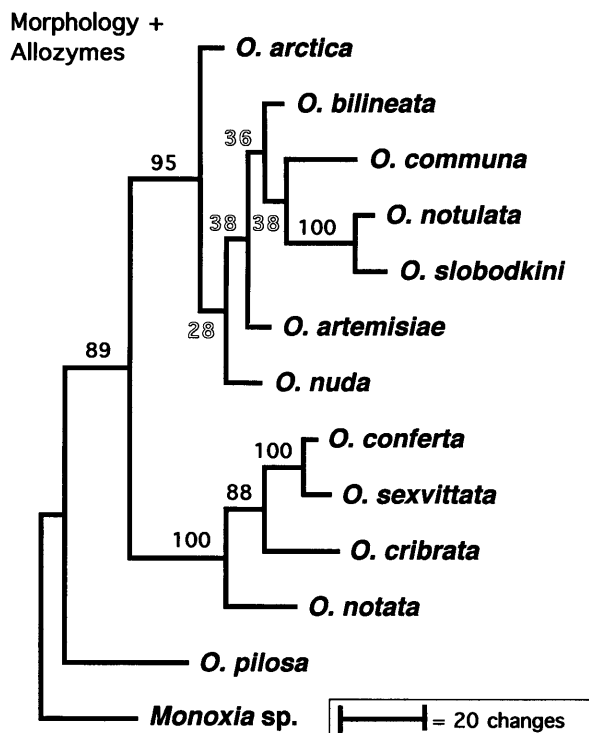 Morphology +
Allozymes
O. arctica
O. bilineata
36
O. communa
95
O. notulata
38
38
100
O. slobodkini
O. artemisiae
28
89
O. nuda
O. conferta
100
O. sexvittata
88
O. cribrata
100
O. notata
O. pilosa
Monoxia sp.
= 20 changes